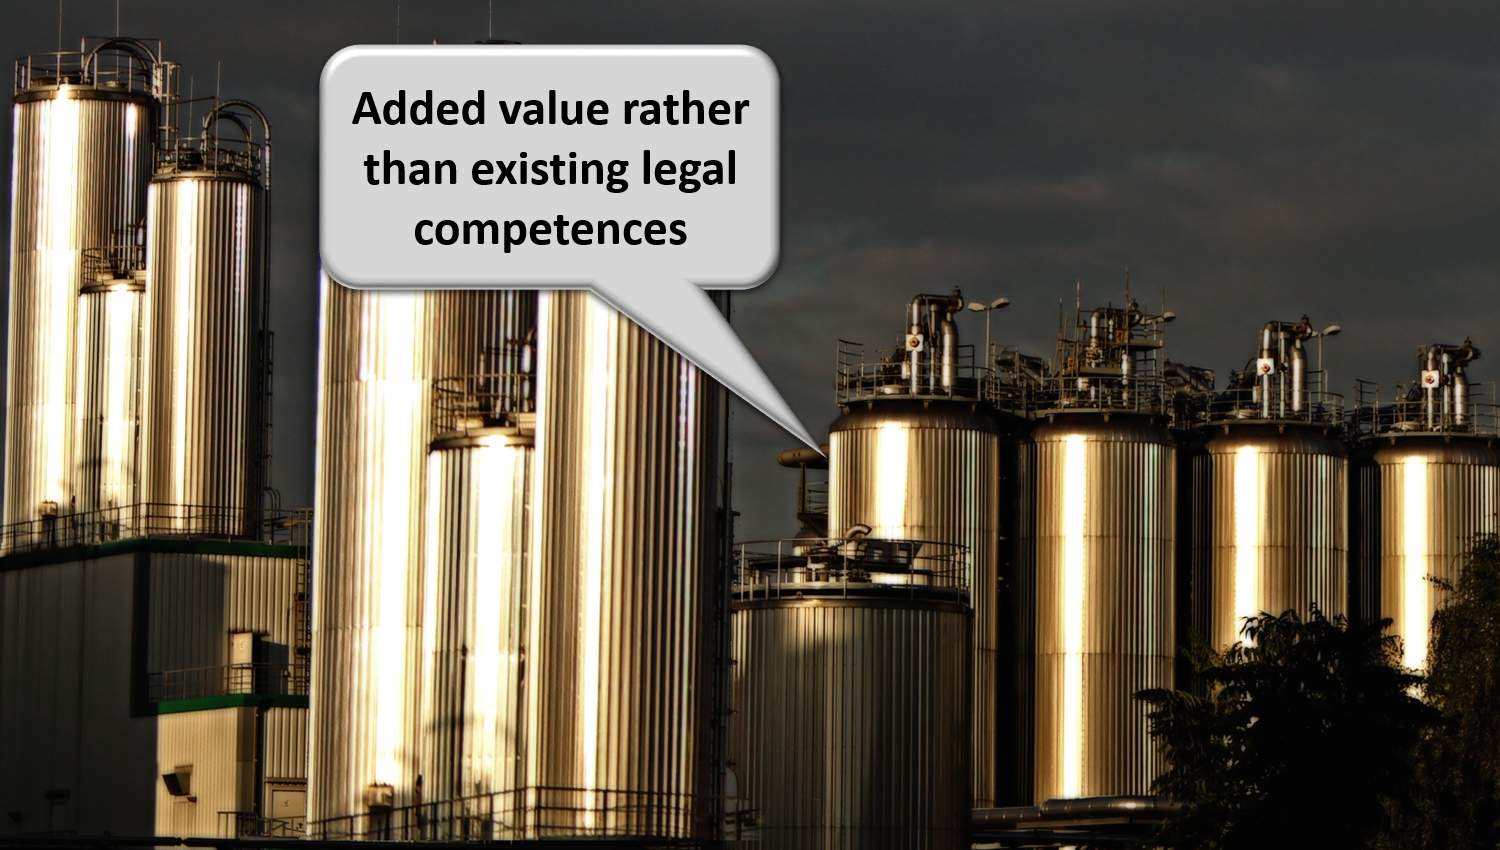 Added value rather
than existing legal
competences